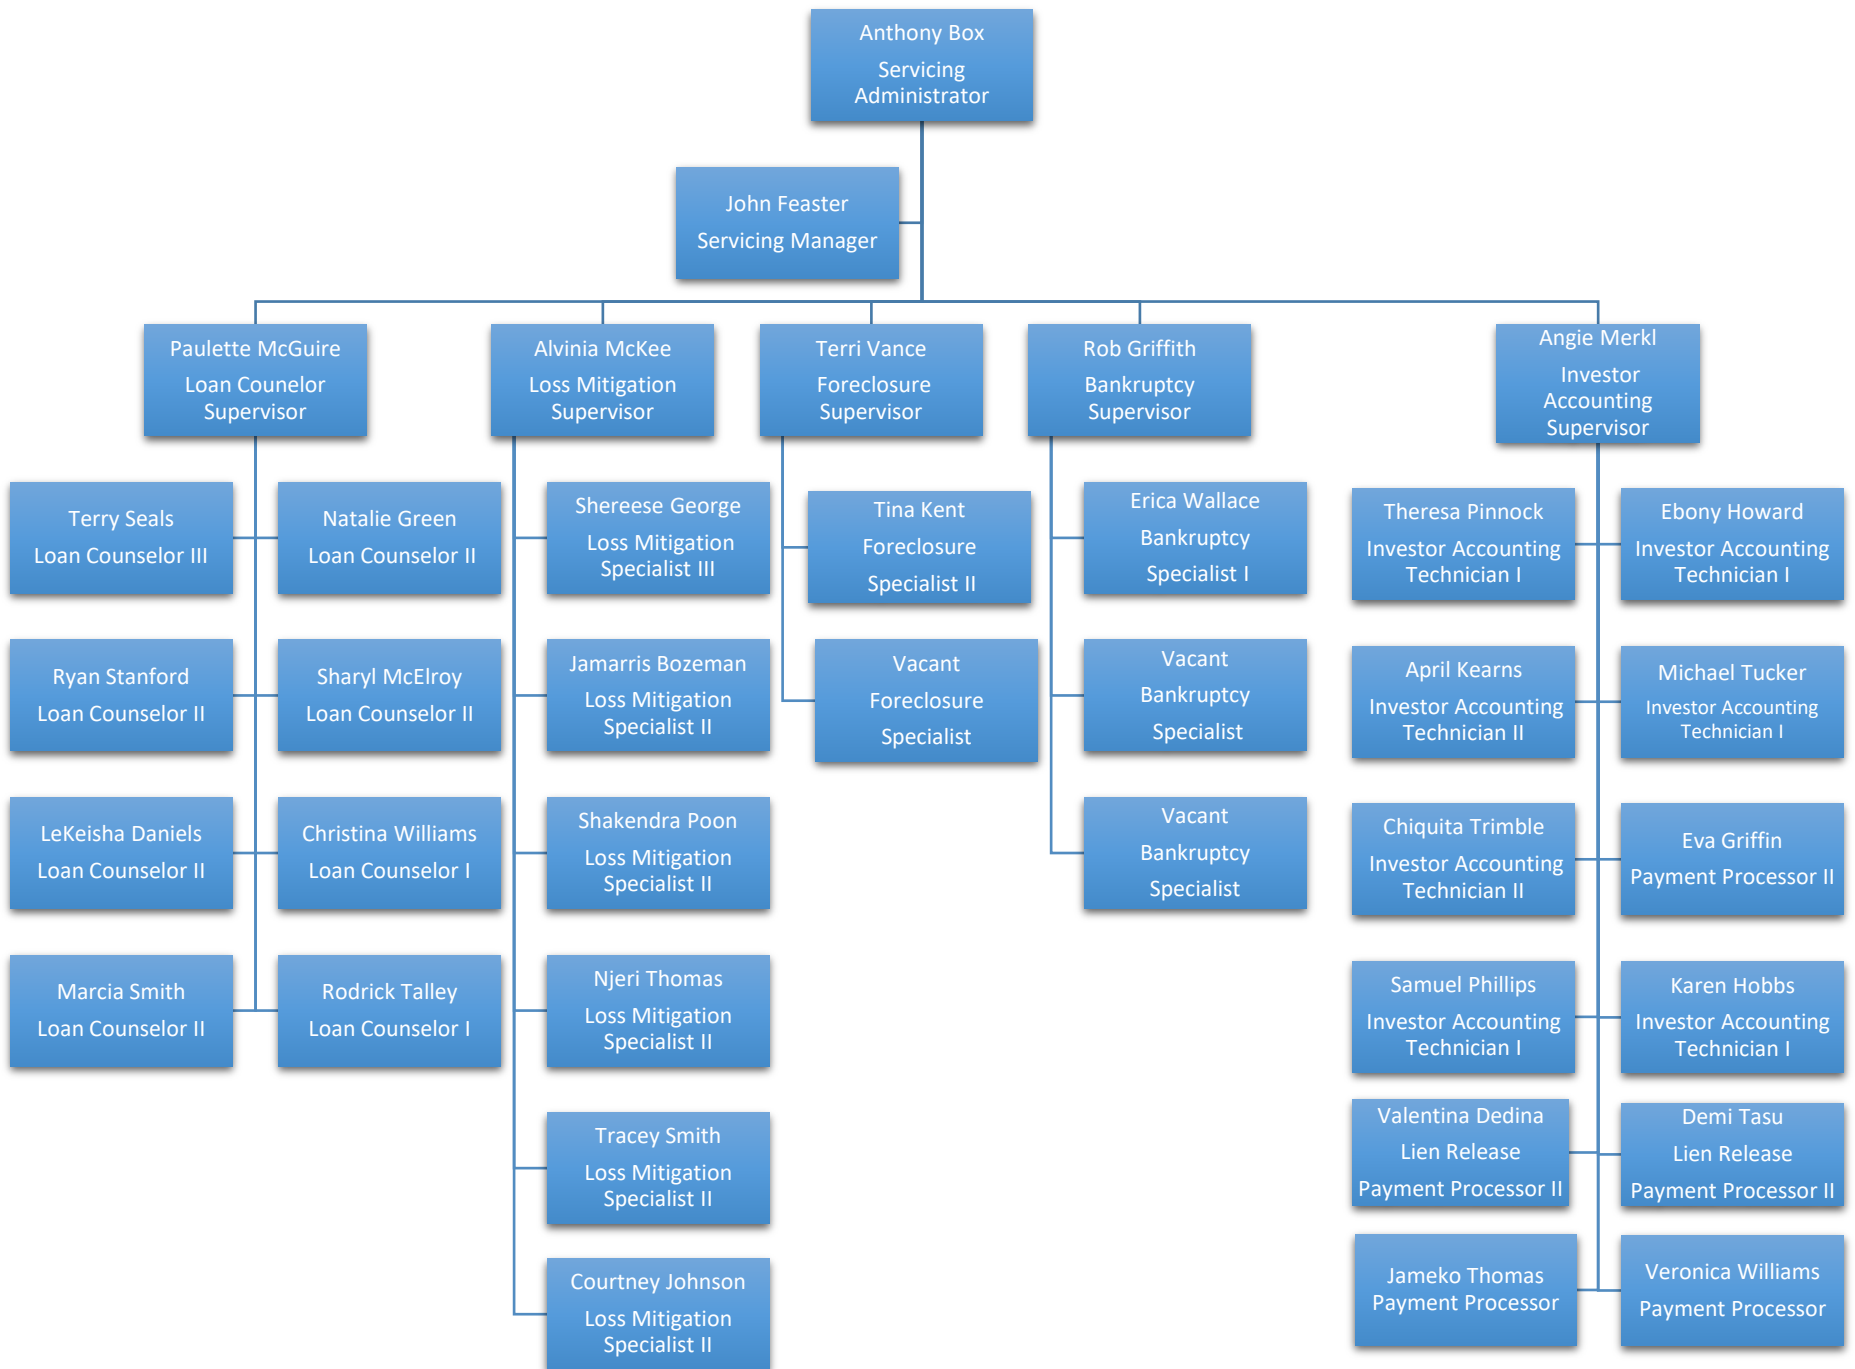 Anthony Box
Servicing
Administrator
John Feaster
Servicing Manager
Paulette McGuire
Loan Counelor
Supervisor
Alvinia McKee
Loss Mitigation
Supervisor
Terri Vance
Foreclosure
Supervisor
Rob Griffith
Bankruptcy
Supervisor
Angie Merkl
Investor
Accounting
Supervisor
Terry Seals
Loan Counselor III
Natalie Green
Loan Counselor II
Ryan Stanford
Loan Counselor II
Sharyl McElroy
Loan Counselor II
LeKeisha Daniels
Loan Counselor II
Christina Williams
Loan Counselor I
Marcia Smith
Loan Counselor II
Rodrick Talley
Loan Counselor I
Shereese George
Loss Mitigation
Specialist III
Jamarris Bozeman
Loss Mitigation
Specialist II
Shakendra Poon
Loss Mitigation
Specialist II
Njeri Thomas
Loss Mitigation
Specialist II
Tracey Smith
Loss Mitigation
Specialist II
Courtney Johnson
Loss Mitigation
Specialist II
Tina Kent
Foreclosure
Specialist II
Vacant
Foreclosure
Specialist
Erica Wallace
Bankruptcy
Specialist I
Vacant
Bankruptcy
Specialist
Vacant
Bankruptcy
Specialist
Theresa Pinnock
Investor Accounting
Technician I
Ebony Howard
Investor Accounting
Technician I
April Kearns
Investor Accounting
Technician II
Michael Tucker
Investor Accounting
Technician I
Chiquita Trimble
Investor Accounting
Technician II
Eva Griffin
Payment Processor II
Samuel Phillips
Investor Accounting
Technician I
Karen Hobbs
Investor Accounting
Technician I
Valentina Dedina
Lien Release
Payment Processor II
Demi Tasu
Lien Release
Payment Processor II
Jameko Thomas
Payment Processor
Veronica Williams
Payment Processor